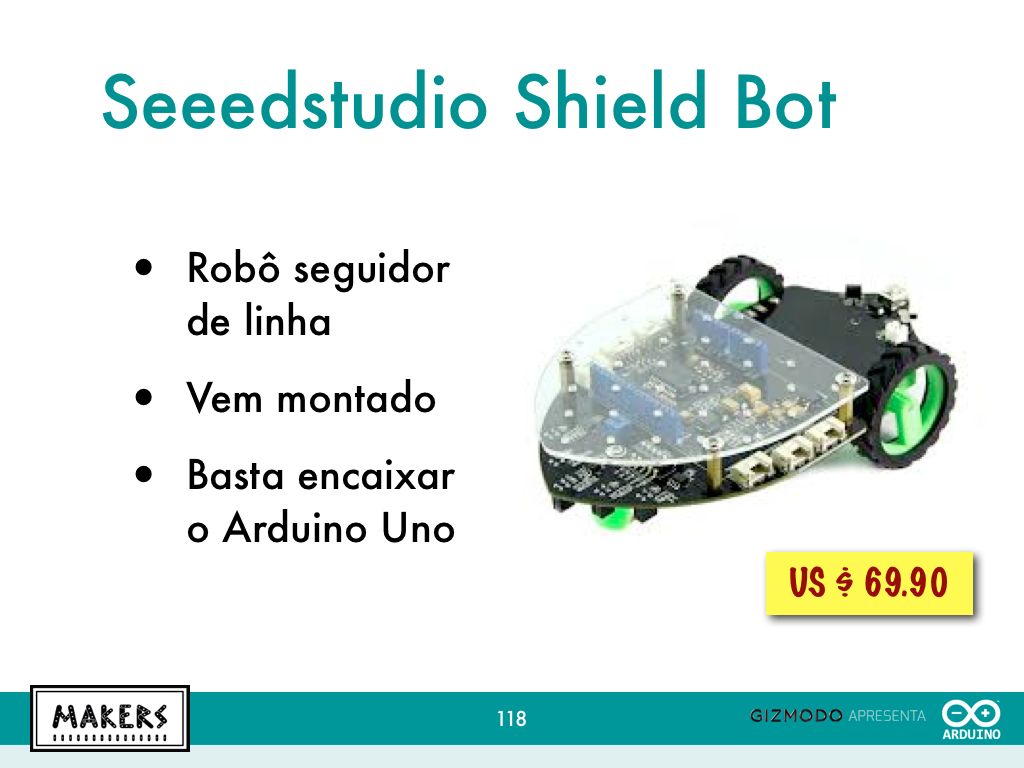 Seeedstudio Shield Bot
• Robô seguidor
de linha
• Vem montado
• Basta encaixar
o Arduino Uno
US $ 69.90
MAKERS
118
GIZMODO APRESENTA
ARDUINO